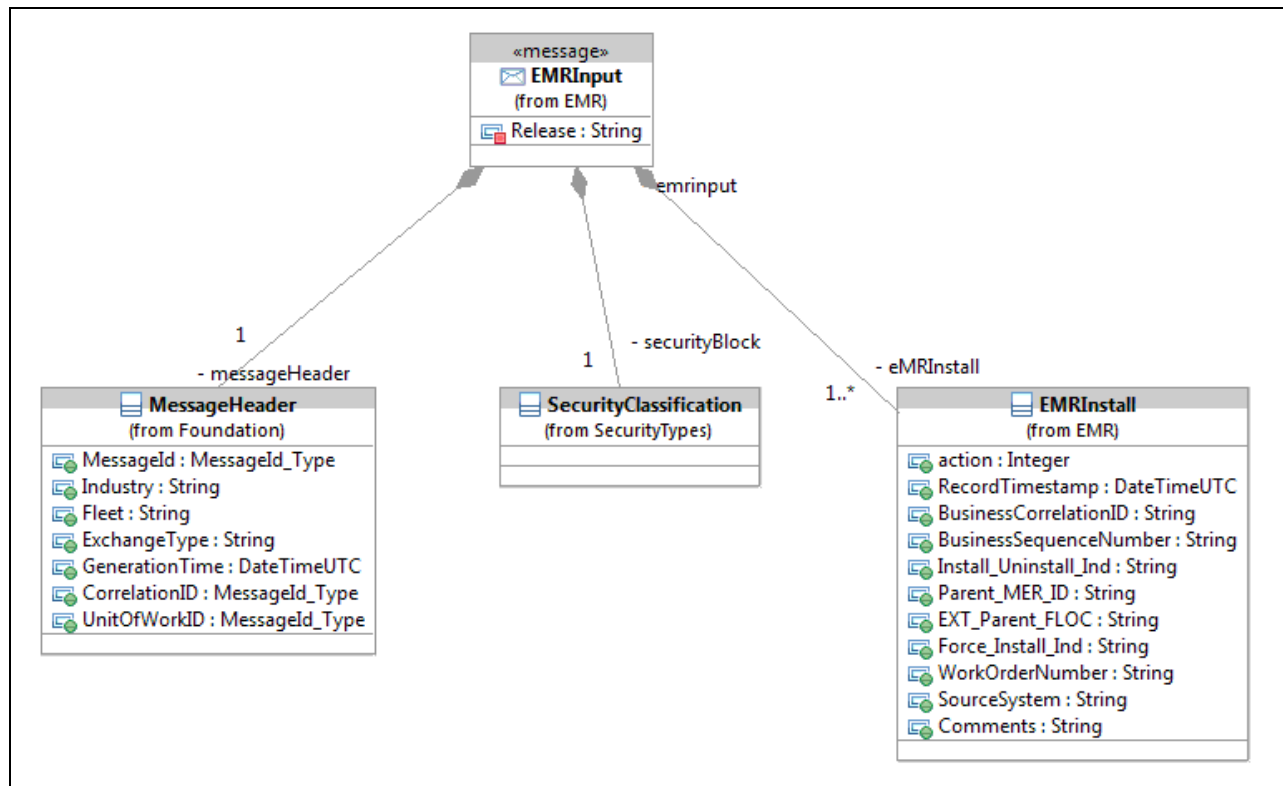 «message»
EMRInput
(from EMR)
Release : String
emrinput
1
- messageHeader
- securityBlock
1
- eMRInstall
1..*
MessageHeader
(from Foundation)
MessageId : MessageId_Type
Industry : String
Fleet : String
ExchangeType : String
GenerationTime : DateTimeUTC
CorrelationID : MessageId_Type
UnitOfWorkID : MessageId_Type
SecurityClassification
(from SecurityTypes)
EMRInstall
(from EMR)
action : Integer
RecordTimestamp : DateTimeUTC
BusinessCorrelationID : String
BusinessSequenceNumber : String
Install_Uninstall_Ind : String
Parent_MER_ID : String
EXT_Parent_FLOC : String
Force_Install_Ind : String
WorkOrderNumber : String
SourceSystem : String
Comments : String